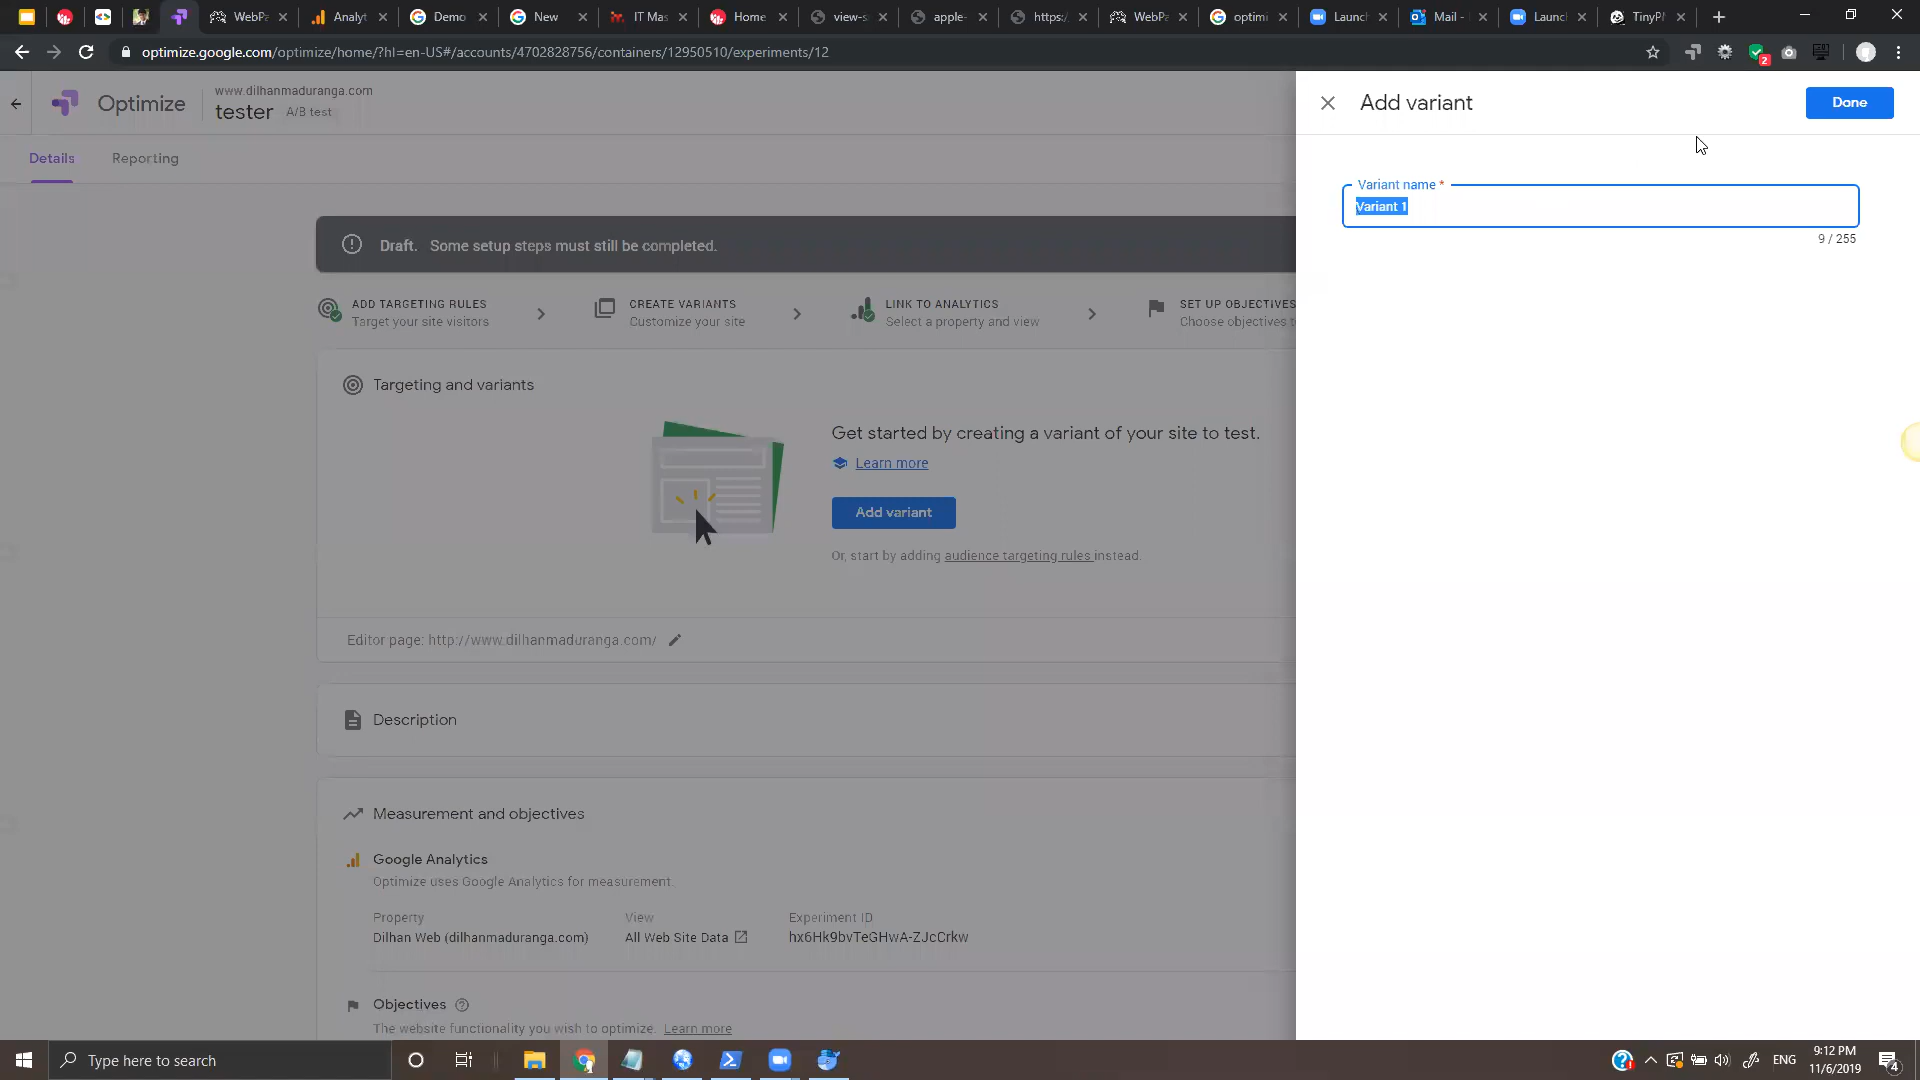 WebPa
Analyt
Demo
New
IT Mas
Home
view-s
apple-
https:/
WebPa
optimi
Launc
Mail -
Launc
TinyP
optimize.google.com/optimize/home/?hl=en-US#/accounts/4702828756/containers/12950510/experiments/12
2
Optimize
www.dilhanmaduranga.com
tester A/B test
Add variant
Done
Details
Reporting
Variant name *
Variant 1
9 / 255
Draft. Some setup steps must still be completed.
ADD TARGETING RULES
Target your site visitors
CREATE VARIANTS
Customize your site
LINK TO ANALYTICS
Select a property and view
SET UP OBJECTIVES
Choose objectives t
Targeting and variants
Get started by creating a variant of your site to test.
Learn more
Add variant
Or, start by adding audience targeting rules instead.
Editor page: http://www.dilhanmaduranga.com/
Description
Measurement and objectives
Google Analytics
Optimize uses Google Analytics for measurement.
Property
Dilhan Web (dilhanmaduranga.com)
View
All Web Site Data
Experiment ID
hx6Hk9bvTeGHwA-ZJcCrkw
Objectives
The website functionality you wish to optimize. Learn more
Type here to search
ENG
9:12 PM
11/6/2019
4